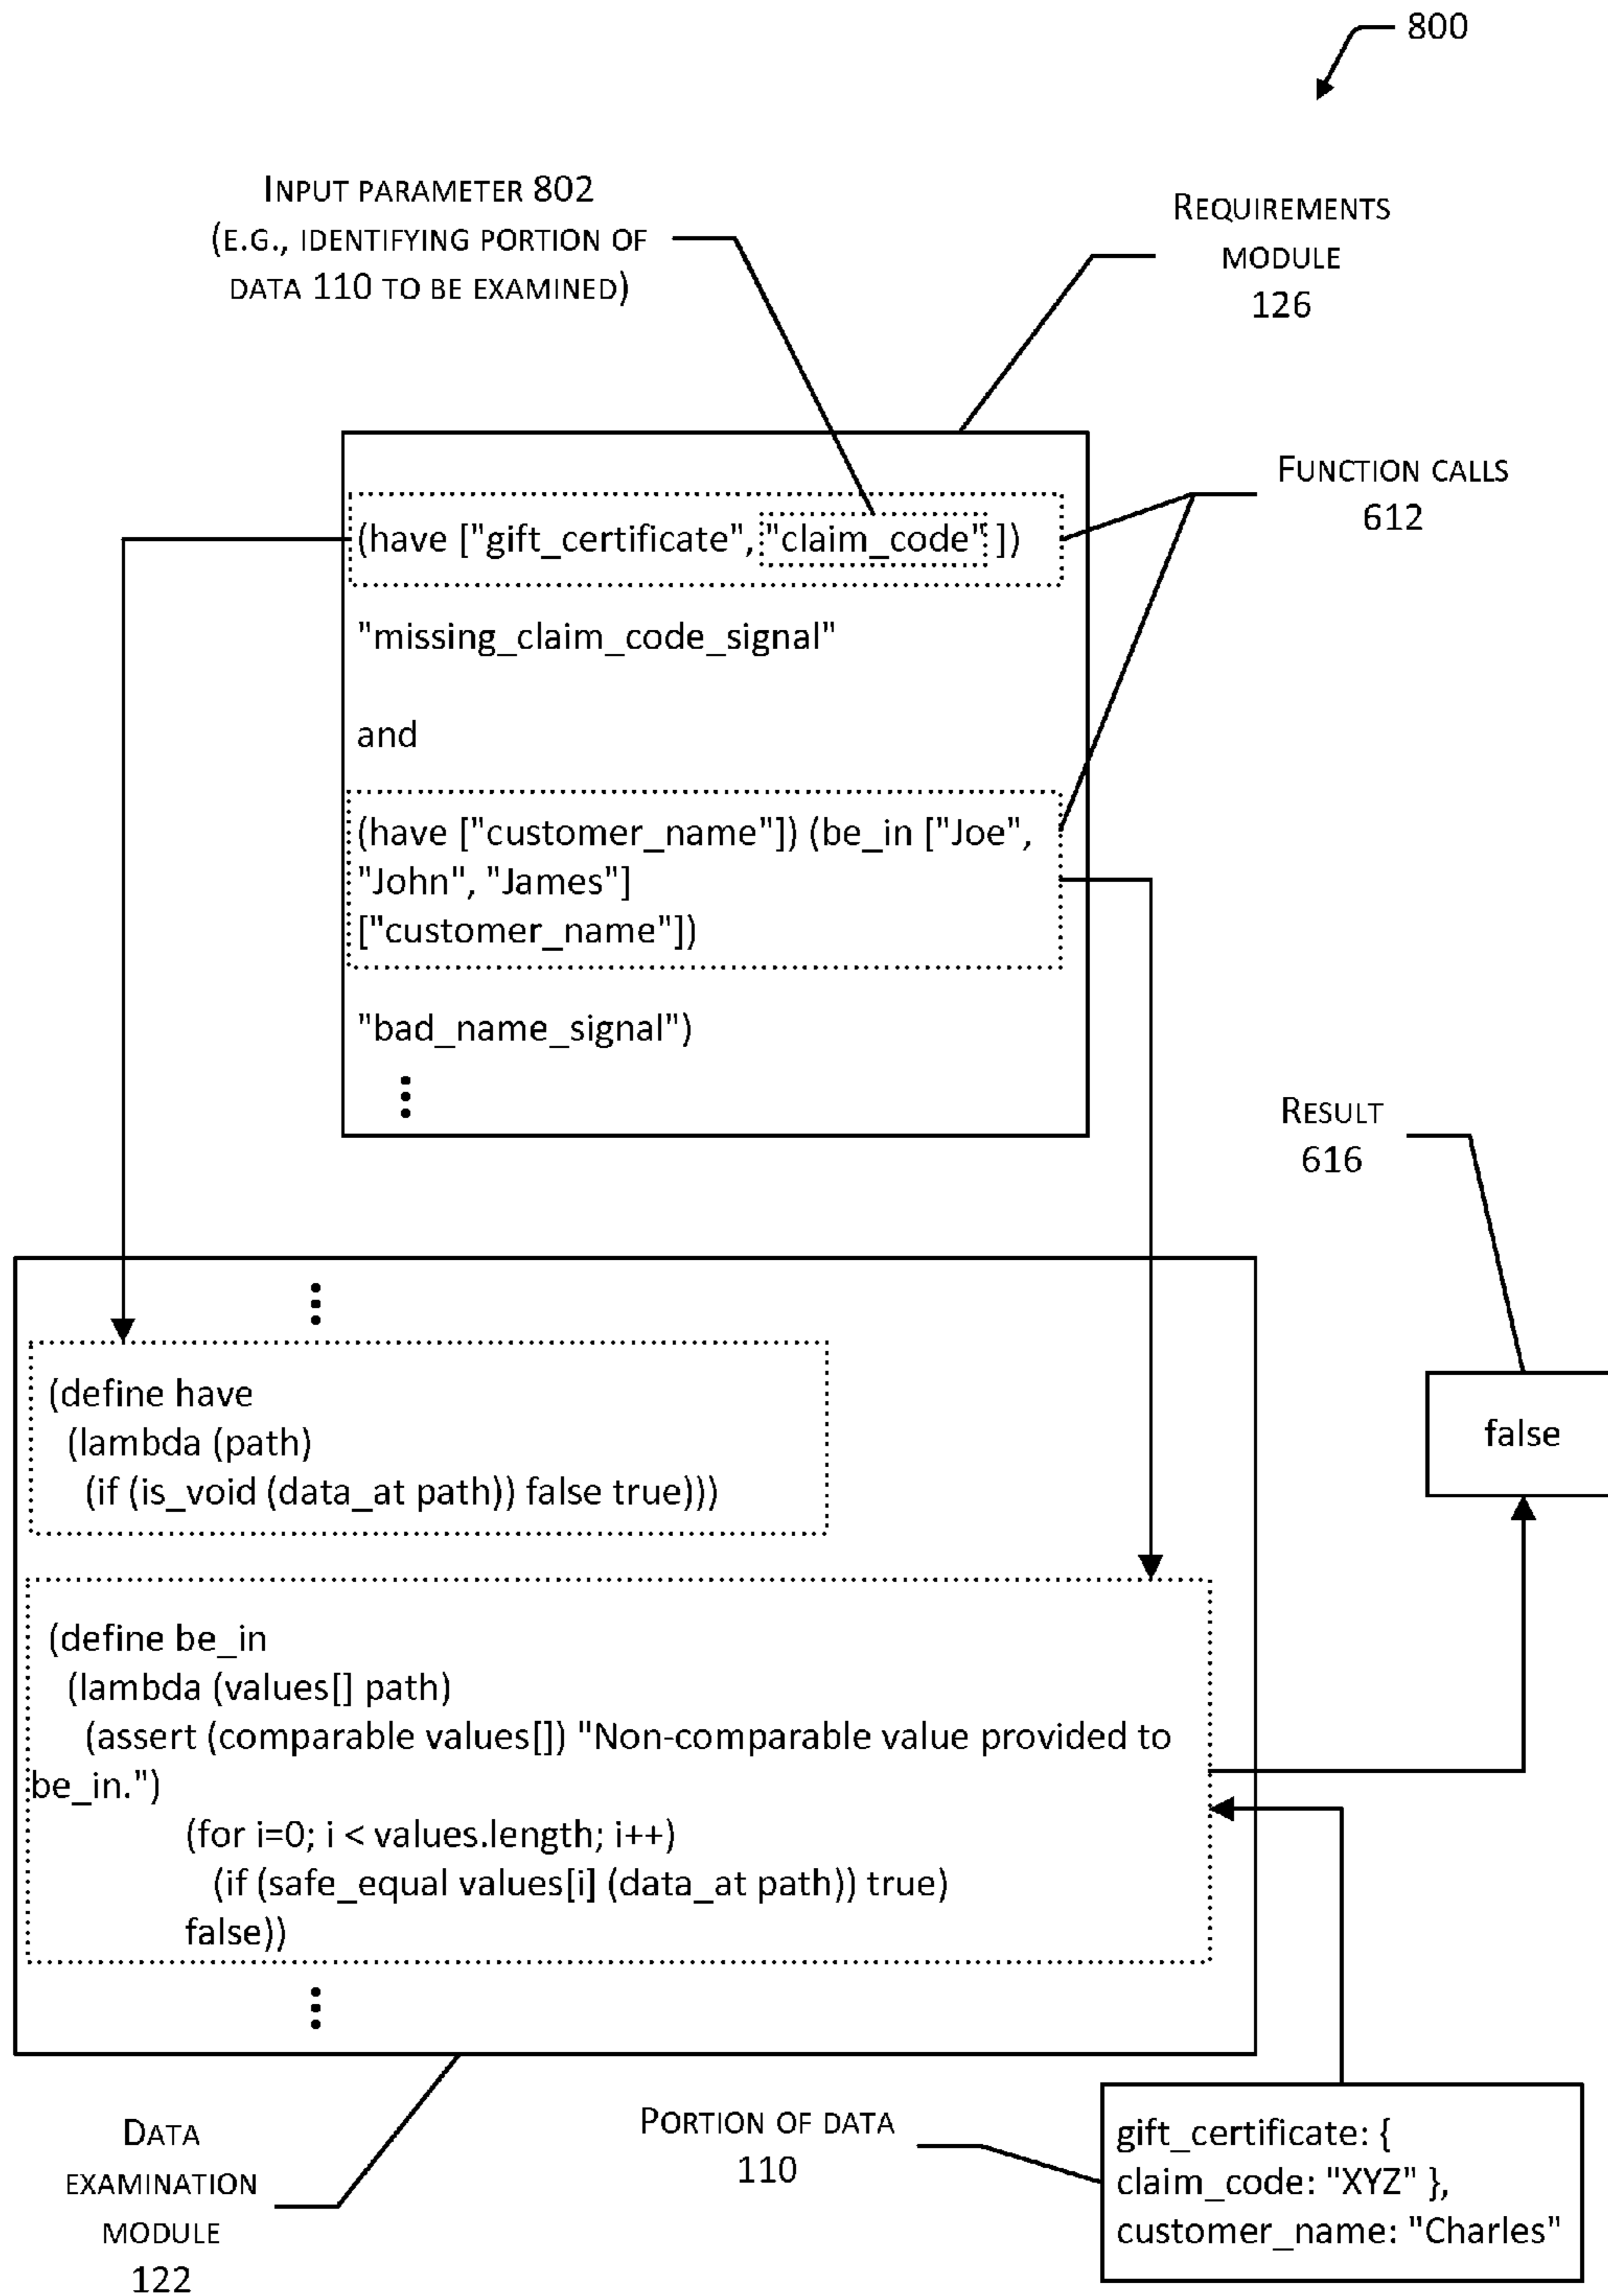 800
INPUT PARAMETER 802
(E.G., IDENTIFYING PORTION OF
DATA 110 TO BE EXAMINED)
REQUIREMENTS
MODULE
126
FUNCTION CALLS
612
(have ["gift_certificate", "claim_code" ])
"missing_claim_code_signal"
and
(have ["customer_name"]) (be_in ["Joe",
"John", "James"]
["customer_name"])
"bad_name_signal")
RESULT
616
false
(define have
(lambda (path)
(if (is_void (data_at path)) false true)))
(define be_in
(lambda (values[] path)
(assert (comparable values[]) "Non-comparable value provided to
be_in.")
(for i=0; i < values.length; i++)
(if (safe_equal values[i] (data_at path)) true)
false))
DATA
EXAMINATION
MODULE
122
PORTION OF DATA
110
gift_certificate: {
claim_code: "XYZ" },
customer_name: "Charles"